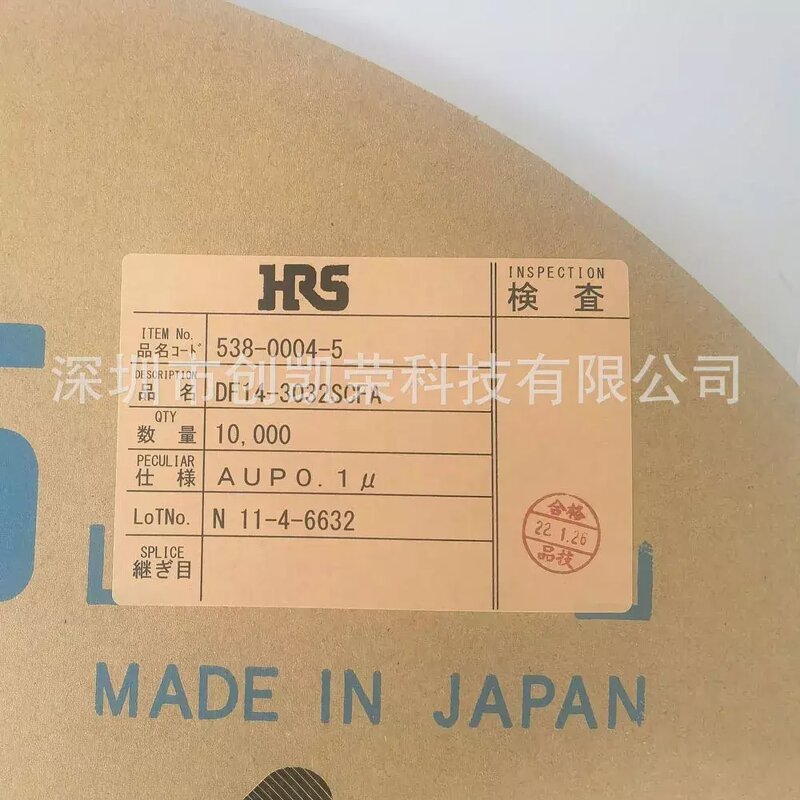 HRS
INSPECTION
検査
ITEM No.
品名コード 538-0004-5
深圳市创凯荣科技有限公司
DESCRIPTION
品名 DF14-3032SCFA
QTY
数量 10,000
PECULIAR
仕様 AUP0.1μ
LoTNo. N 11-4-6632
SPLICE
継ぎ目
合格
22.1.26
品技
MADE IN JAPAN